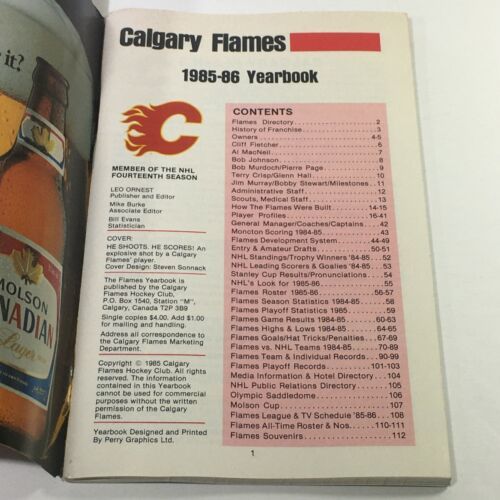 it?
MOLSON
CANADIAN
Lager
Calgary Flames
1985-86 Yearbook
C
MEMBER OF THE NHL
FOURTEENTH SEASON
LEO ORNEST
Publisher and Editor
Mike Burke
Associate Editor
Bill Evans
Statistician
COVER:
HE SHOOTS. HE SCORES! An
explosive shot by a Calgary
Flames' player.
Cover Design: Steven Sonnack
The Flames Yearbook is
published by the Calgary
Flames Hockey Club,
P.O. Box 1540, Station "M",
Calgary, Canada T2P 3B9
Single copies $4.00. Add $1.00
for mailing and handling.
Address all correspondence to
the Calgary Flames Marketing
Department.
Copyright © 1985 Calgary
Flames Hockey Club. All rights
reserved. The Information
contained in this Yearbook
cannot be used for commercial
purposes without the written
permission of the Calgary
Flames.
Yearbook Designed and Printed
By Perry Graphics Ltd.
CONTENTS
Flames Directory 2
History of Franchise 3
Owners 4-5
Cliff Fletcher 6
Al MacNeil 7
Bob Johnson 8
Bob Murdoch/Pierre Page 9
Terry Crisp/Glenn Hall 10
Jim Murray/Bobby Stewart/Milestones 11
Administrative Staff 12
Scouts, Medical Staff 13
How The Flames Were Built 14-15
Player Profiles 16-41
General Manager/Coaches/Captains 42
Moncton Scoring 1984-85 43
Flames Development System 44-49
Entry & Amateur Drafts 50-51
NHL Standings/Trophy Winners '84-85 52
NHL Leading Scorers & Goalies '84-85 53
Stanley Cup Results/Pronunciations 54
NHL's Look for 1985-86 55
Flames Roster 1985-86 56-57
Flames Season Statistics 1984-85 58
Flames Playoff Statistics 1985 59
Flames Game Results 1984-85 60-63
Flames Highs & Lows 1984-85 64-65
Flames Goals/Hat Tricks/Penalties 67-69
Flames vs. NHL Teams 1984-85 70-89
Flames Team & Individual Records 90-99
Flames Playoff Records 101-103
Media Information & Hotel Directory 104
NHL Public Relations Directory 105
Olympic Saddledome 106
Molson Cup 107
Flames League & TV Schedule '85-86 108
Flames All-Time Roster & Nos. 110-111
Flames Souvenirs 112
1